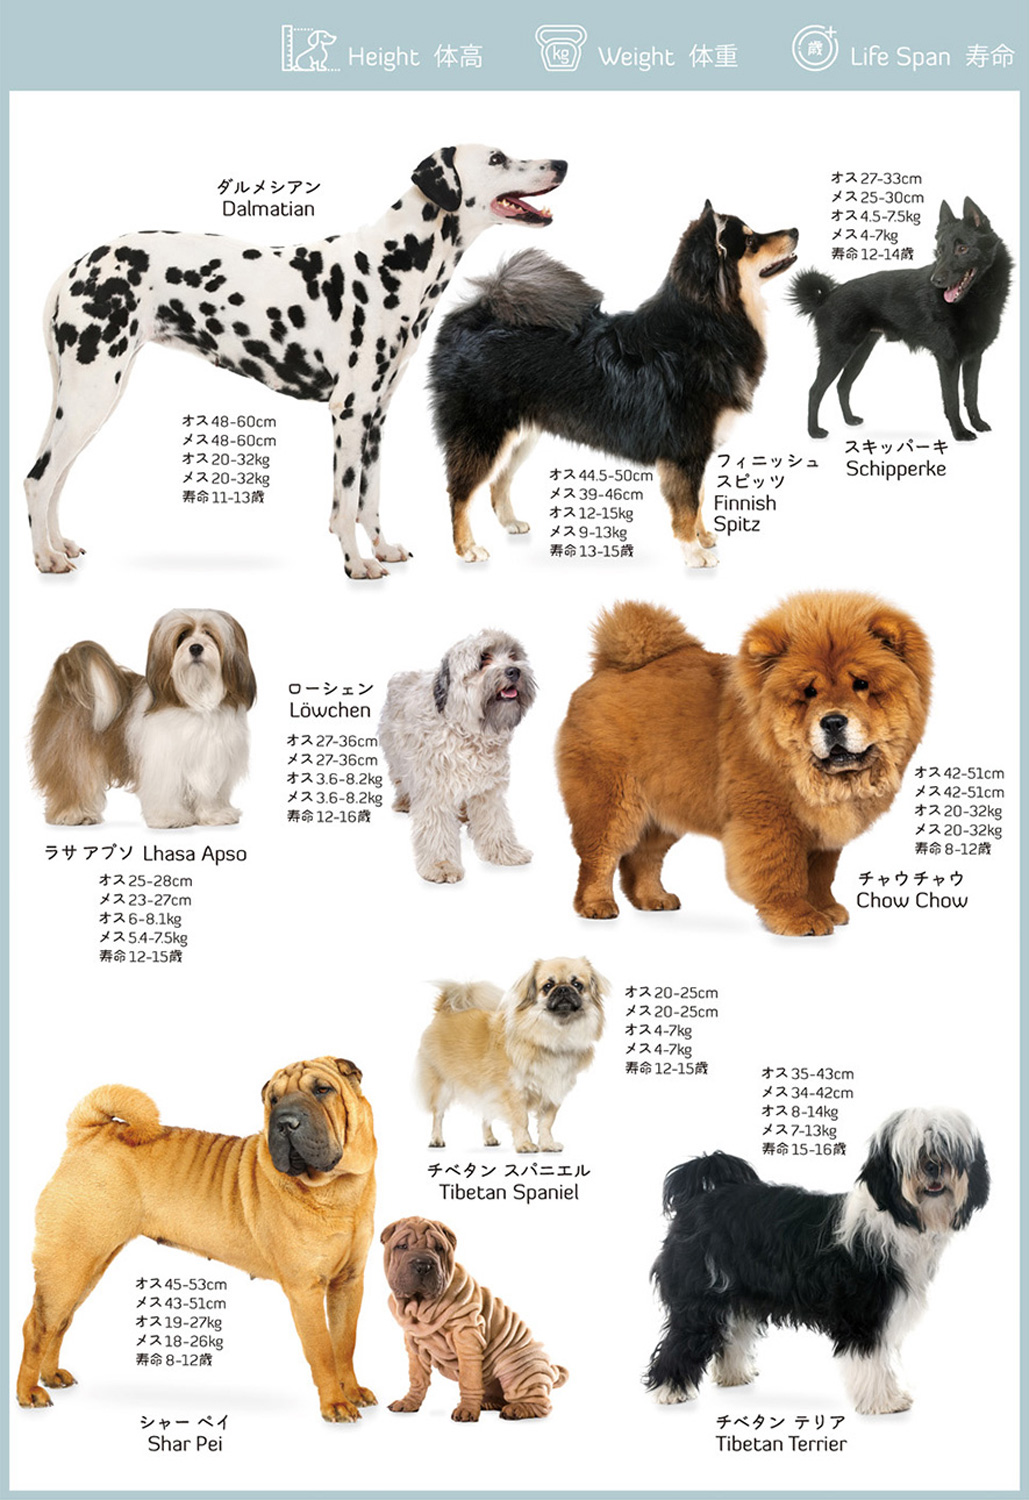 Height 体高
Weight 体重
Life Span 寿命
kg
歳
ダルメシアン
Dalmatian
オス48-60cm
メス48-60cm
オス20-32kg
メス20-32kg
寿命11-13歳
オス44.5-50cm
メス39-46cm
オス12-15kg
メス9-13kg
寿命13-15歳
フィニッシュ
スピッツ
Finnish
Spitz
オス27-33cm
メス25-30cm
オス4.5-7.5kg
メス4-7kg
寿命12-14歳
スキッパーキ
Schipperke
ラサ アプソ Lhasa Apso
オス25-28cm
メス23-27cm
オス6-8.1kg
メス5.4-7.5kg
寿命12-15歳
ローシェン
Löwchen
オス27-36cm
メス27-36cm
オス3.6-8.2kg
メス3.6-8.2kg
寿命12-16歳
オス42-51cm
メス42-51cm
オス20-32kg
メス20-32kg
寿命8-12歳
チャウチャウ
Chow Chow
オス20-25cm
メス20-25cm
オス4-7kg
メス4-7kg
寿命12-15歳
チベタン スパニエル
Tibetan Spaniel
オス45-53cm
メス43-51cm
オス19-27kg
メス18-26kg
寿命8-12歳
シャー ペイ
Shar Pei
オス35-43cm
メス34-42cm
オス8-14kg
メス7-13kg
寿命15-16歳
チベタン テリア
Tibetan Terrier